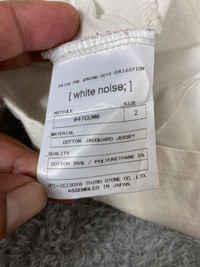 JULIUS PRE-SPRING 2019 COLLECTION
[ white noise; ]
ARTICLE SIZE
647CUM6 2
MATERIAL
COTTON JACQUARD JERSEY
QUALITY
COTTON 95% / POLYURETHANE 5%
(P)+(C)2018 THIRD STONE CO.,LTD.
ASSEMBLED IN JAPAN.